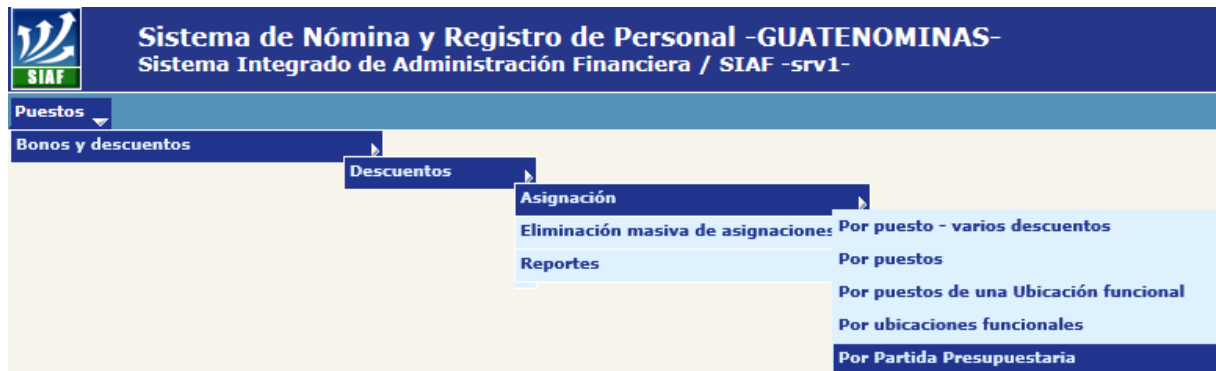 Sistema de Nómina y Registro de Personal -GUATENOMINAS-
Sistema Integrado de Administración Financiera / SIAF -srv1-
SIAF
Puestos
Bonos y descuentos
Descuentos
Asignación
Eliminación masiva de asignaciones
Reportes
Por puesto - varios descuentos
Por puestos
Por puestos de una Ubicación funcional
Por ubicaciones funcionales
Por Partida Presupuestaria